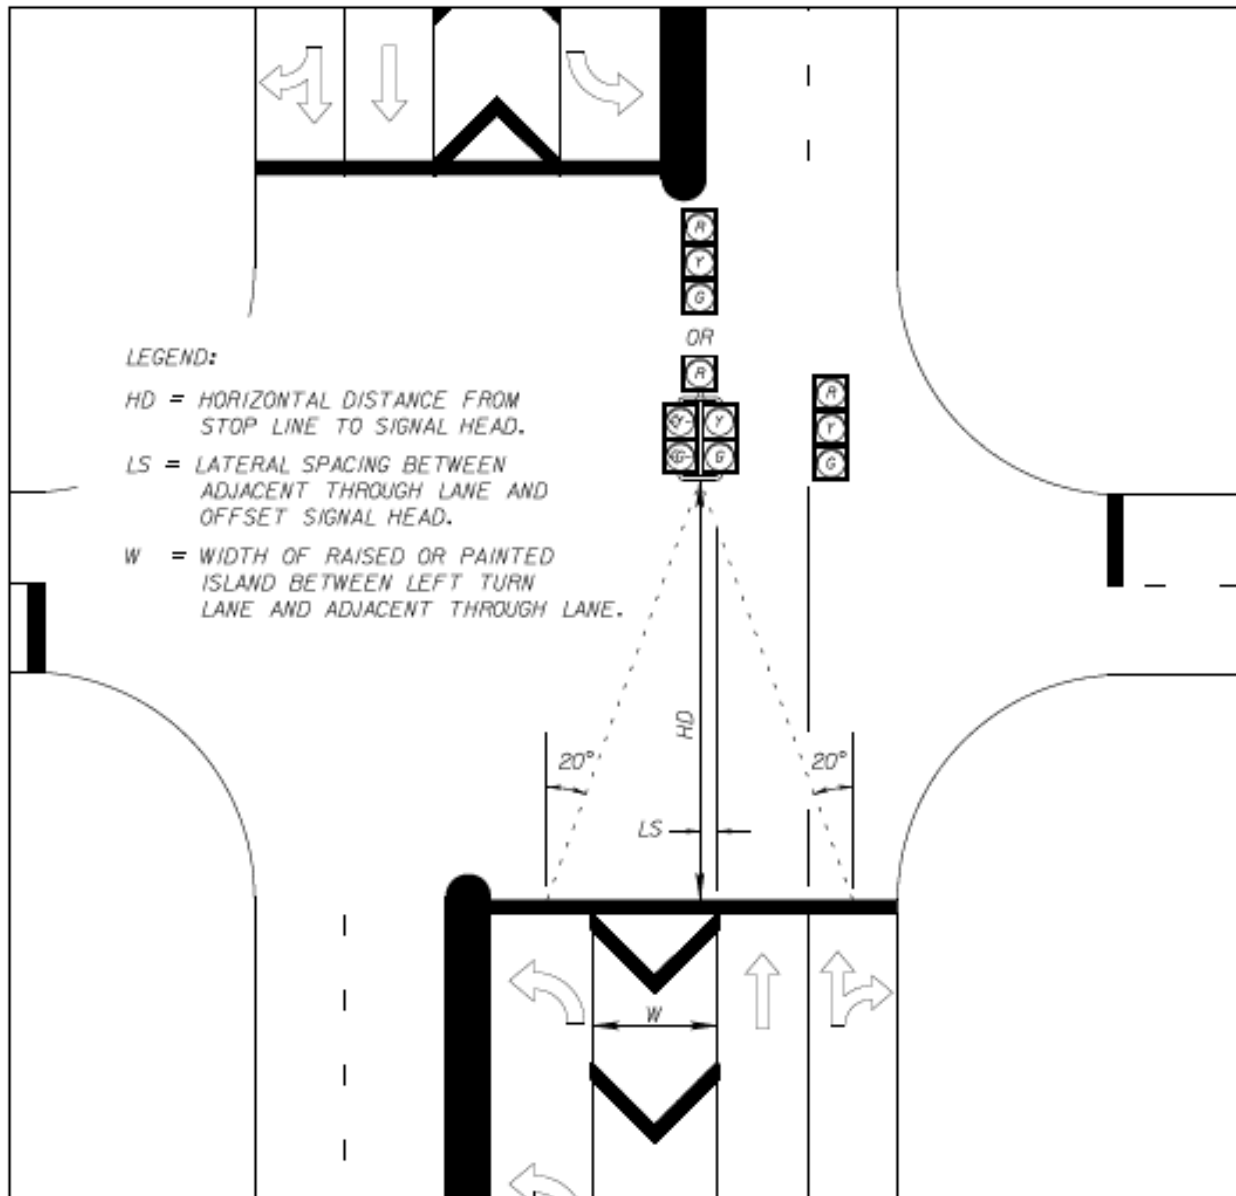 R
Y
G
OR
R
Y
G
R
Y
G
LEGEND:
HD = HORIZONTAL DISTANCE FROM
STOP LINE TO SIGNAL HEAD.
LS = LATERAL SPACING BETWEEN
ADJACENT THROUGH LANE AND
OFFSET SIGNAL HEAD.
W = WIDTH OF RAISED OR PAINTED
ISLAND BETWEEN LEFT TURN
LANE AND ADJACENT THROUGH LANE.
HD
20°
20°
LS
W